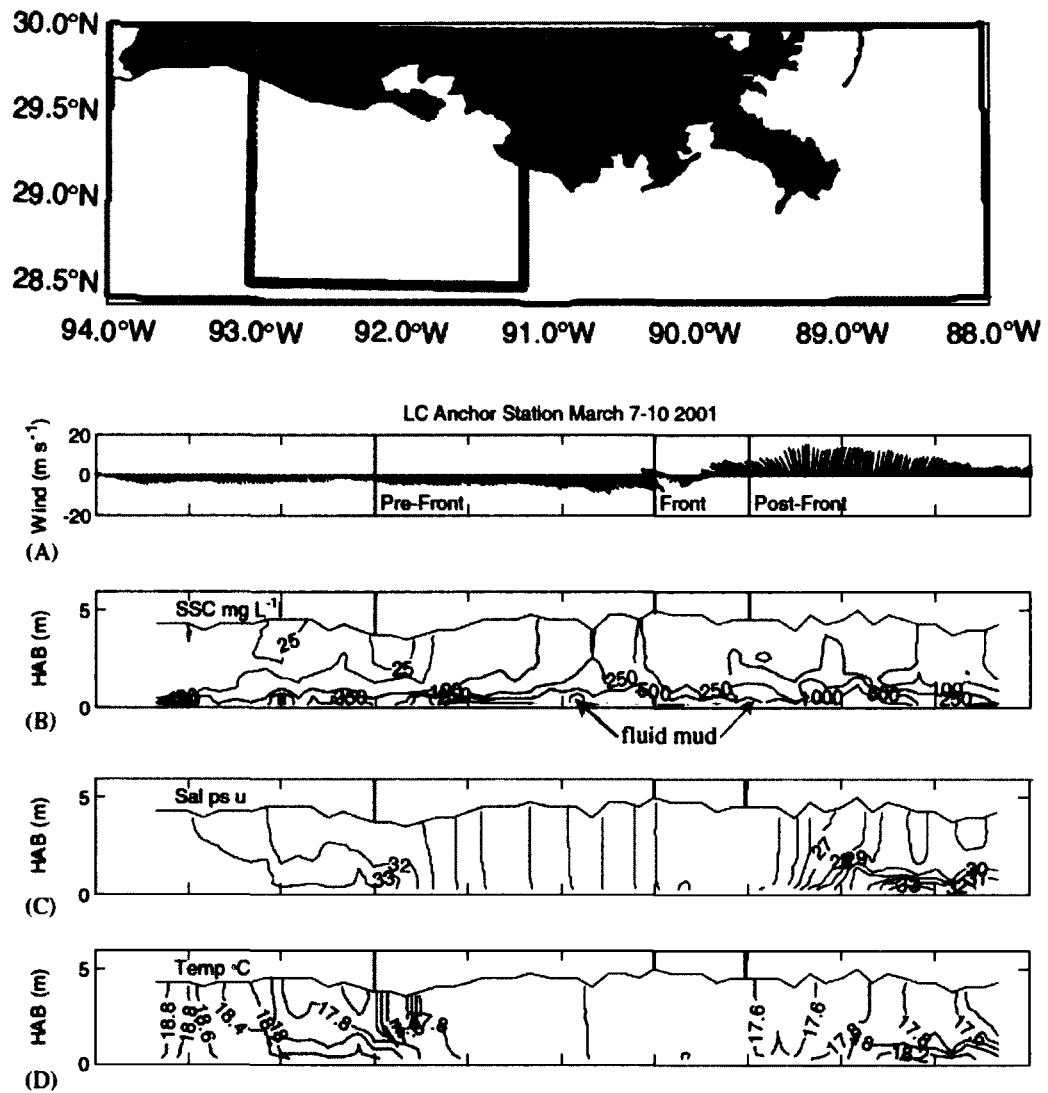 30.0°N
29.5°N
29.0°N
28.5°N
94.0°W 93.0°W 92.0°W 91.0°W 90.0°W 89.0°W 88.0°W
LC Anchor Station March 7-10 2001
Wind (m s-1)
20
0
-20
Pre-Front Front Post-Front
(A)
HAB (m)
5
0
SSC mg L-1
25
25
100
250
500
250
1000
500
100
250
fluid mud
(B)
HAB (m)
5
0
Sal psu
32
33
27
29
30
(C)
HAB (m)
5
0
Temp °C
18.8
18.6
18.4
17.8
17.6
17.6
17.6
17.6
(D)